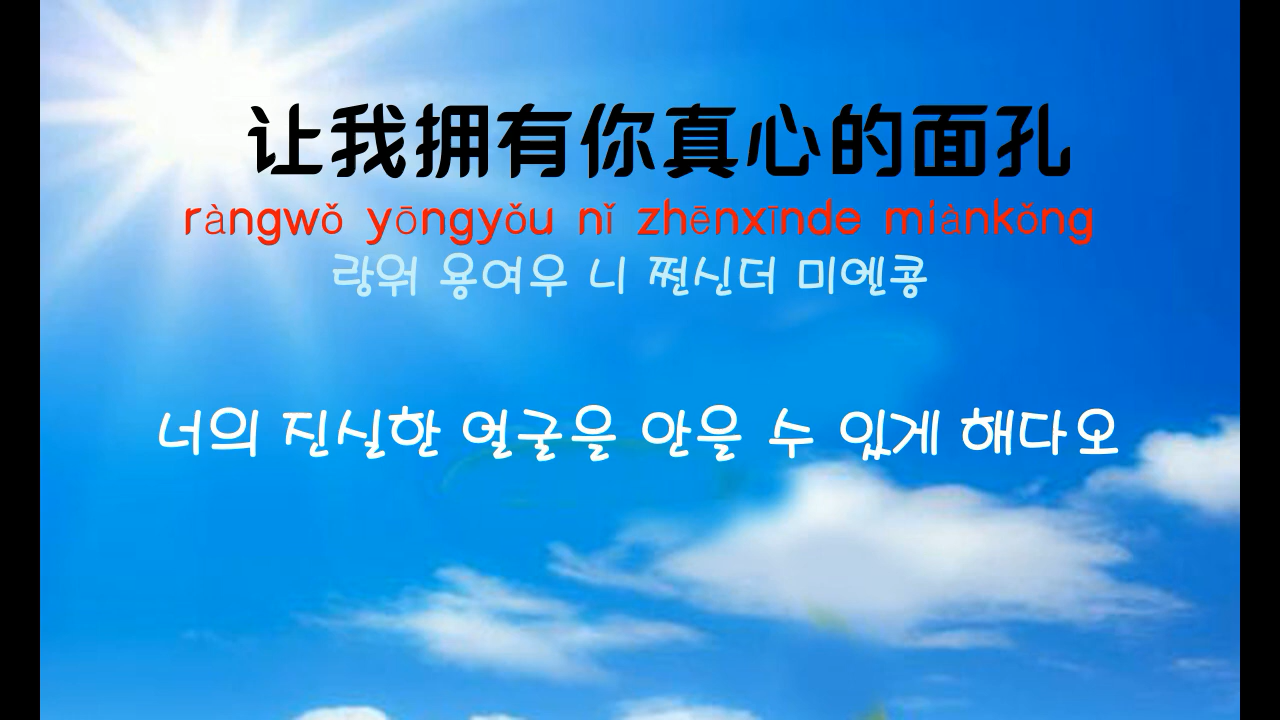 让我拥有你真心的面孔
ràngwǒ yōngyǒu nǐ zhēnxīnde miànkǒng
랑워 용여우 니 쩐신더 미엔콩
너의 진실한 얼굴을 안을 수 있게 해다오